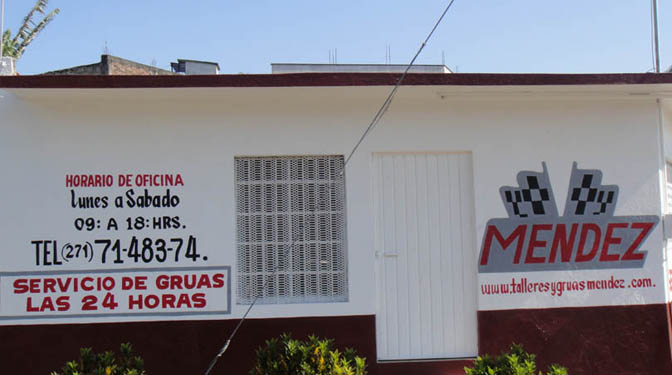 HORARIO DE OFICINA
Lunes a Sabado
09: A 18: HRS.
TEL (271) 71-483-74.
SERVICIO DE GRUAS
LAS 24 HORAS
MENDEZ
www.talleresygruasmendez.com.